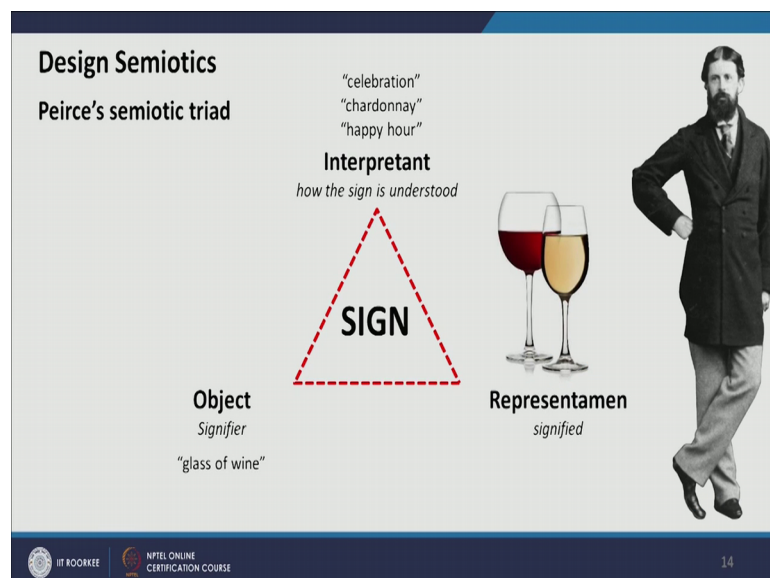 Design Semiotics
Peirce's semiotic triad
“celebration”
“chardonnay”
“happy hour”
Interpretant
how the sign is understood
SIGN
Object
Signifier
“glass of wine”
Representamen
signified
IIT ROORKEE
NPTEL ONLINE
CERTIFICATION COURSE
14